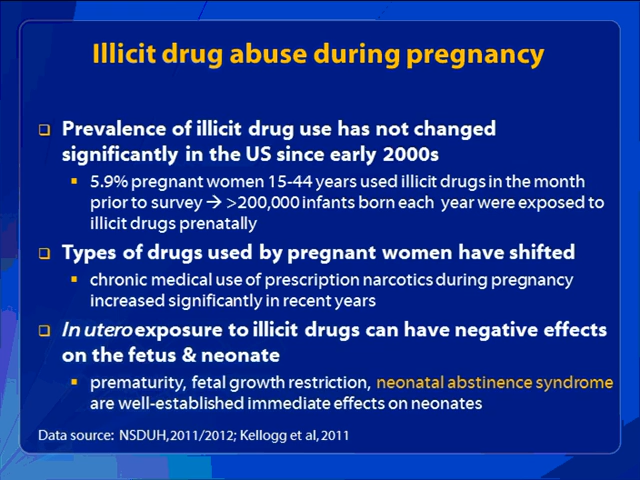 Illicit drug abuse during pregnancy
Prevalence of illicit drug use has not changed
significantly in the US since early 2000s
5.9% pregnant women 15-44 years used illicit drugs in the month
prior to survey → >200,000 infants born each year were exposed to
illicit drugs prenatally
Types of drugs used by pregnant women have shifted
chronic medical use of prescription narcotics during pregnancy
increased significantly in recent years
In utero exposure to illicit drugs can have negative effects
on the fetus & neonate
prematurity, fetal growth restriction, neonatal abstinence syndrome
are well-established immediate effects on neonates
Data source: NSDUH,2011/2012; Kellogg et al, 2011